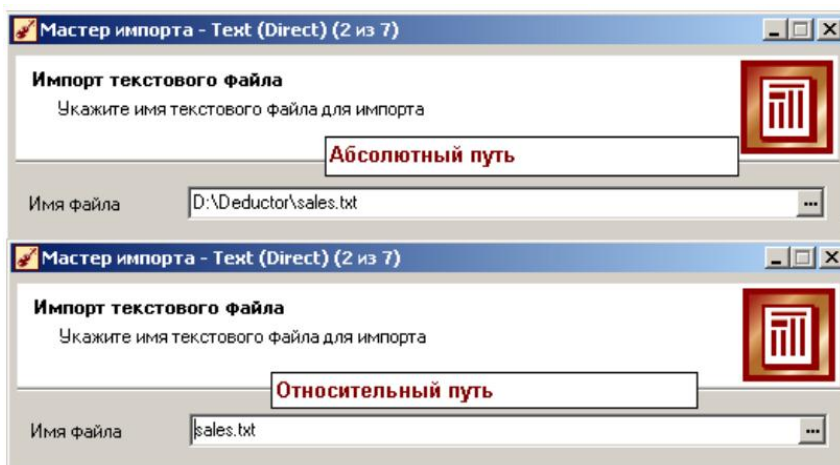 Мастер импорта - Text (Direct) (2 из 7)
Импорт текстового файла
Укажите имя текстового файла для импорта
Абсолютный путь
Имя файла D:\Deductor\sales.txt ...
Мастер импорта - Text (Direct) (2 из 7)
Импорт текстового файла
Укажите имя текстового файла для импорта
Относительный путь
Имя файла sales.txt ...